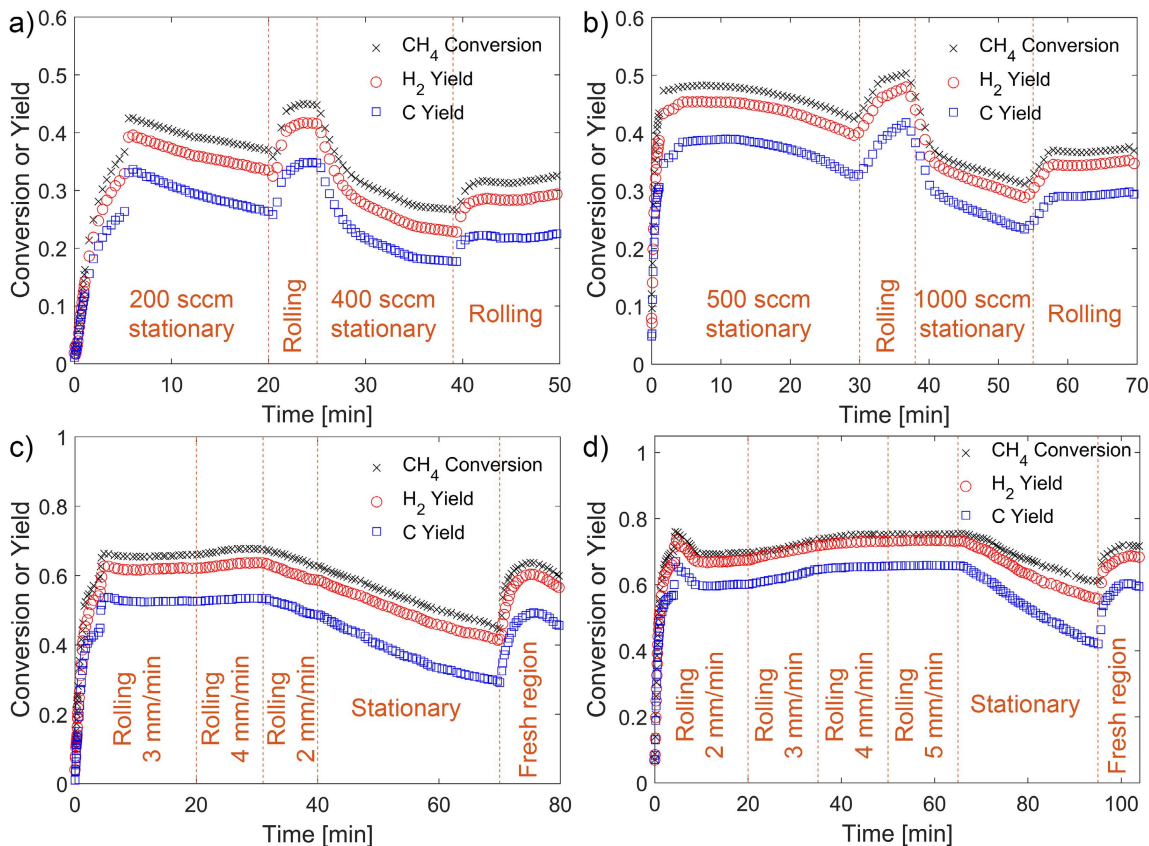 a)
0.6
0.5
0.4
0.3
0.2
0.1
0
Conversion or Yield
× CH4 Conversion
○ H2 Yield
□ C Yield
200 sccm
stationary
Rolling
400 sccm
stationary
Rolling
0 10 20 30 40 50
Time [min]
b)
0.6
0.5
0.4
0.3
0.2
0.1
0
Conversion or Yield
× CH4 Conversion
○ H2 Yield
□ C Yield
500 sccm
stationary
Rolling
1000 sccm
stationary
Rolling
0 10 20 30 40 50 60 70
Time [min]
c)
1
0.8
0.6
0.4
0.2
0
Conversion or Yield
× CH4 Conversion
○ H2 Yield
□ C Yield
Rolling
3 mm/min
Rolling
4 mm/min
Rolling
2 mm/min
Stationary
Fresh region
0 20 40 60 80
Time [min]
d)
1
0.8
0.6
0.4
0.2
0
Conversion or Yield
× CH4 Conversion
○ H2 Yield
□ C Yield
Rolling
2 mm/min
Rolling
3 mm/min
Rolling
4 mm/min
Rolling
5 mm/min
Stationary
Fresh region
0 20 40 60 80 100
Time [min]